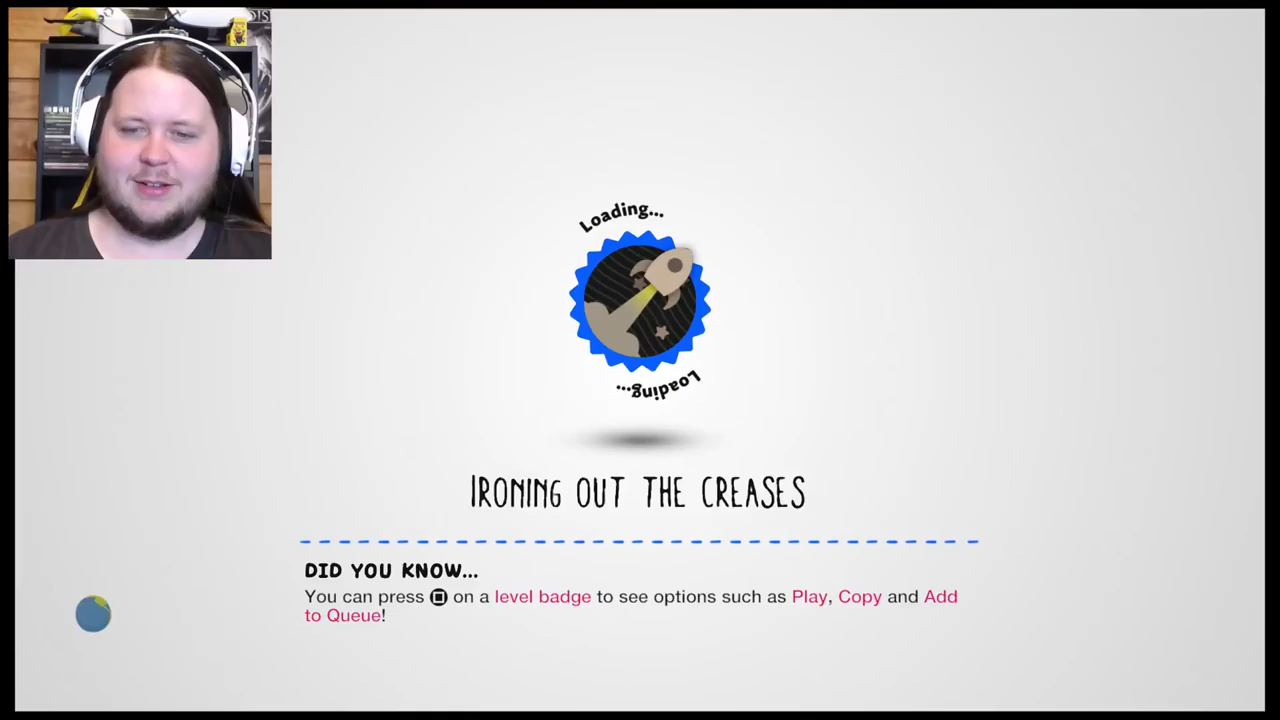 Loading...
Loading...
IRONING OUT THE CREASES
DID YOU KNOW...
You can press on a level badge to see options such as Play, Copy and Add
to Queue!